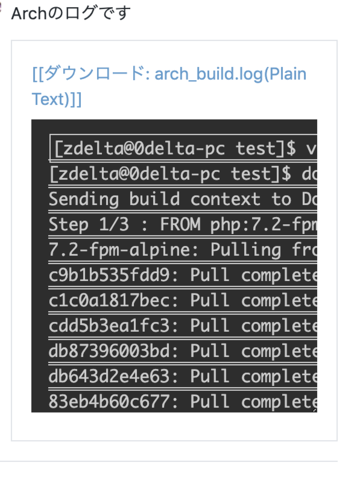 Archのログです
[[ダウンロード: arch_build.log(Plain
Text)]]
[zdelta@0delta-pc test]$ v
[zdelta@0delta-pc test]$ do
Sending build context to Do
Step 1/3 : FROM php:7.2-fpm
7.2-fpm-alpine: Pulling fro
c9b1b535fdd9: Pull complete
c1c0a1817bec: Pull complete
cdd5b3ea1fc3: Pull complete
db87396003bd: Pull complete
db643d2e4e63: Pull complete
83eb4b60c677: Pull complete